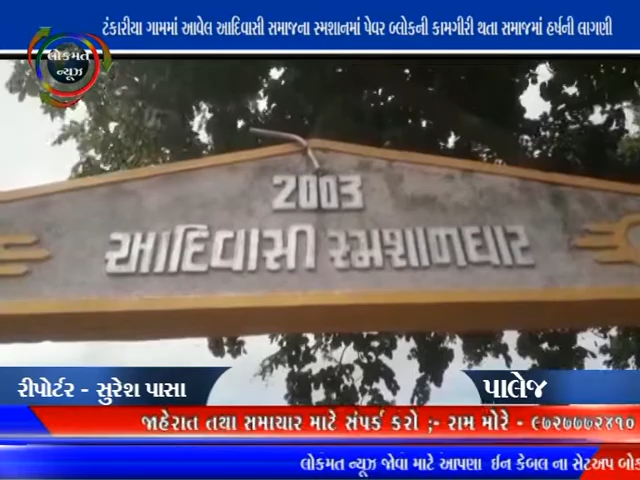 ટંકારીયા ગામમાં આવેલ આદિવાસી સમાજના સ્મશાનમાં પેવર બ્લોકની કામગીરી થતા સમાજમાં હર્ષની લાગણી
લોકમત
ન્યૂઝ
2003
આદિવાસી સ્મશાનઘાટ
રીપોર્ટર - સુરેશ પાસા
પાલેજ
જાહેરાત તથા સમાચાર માટે સંપર્ક કરો ;- રામ મોરે - ૯૭૨૭૭૭૨૪૧૦
લોકમત ન્યૂઝ જોવા માટે આપણા ઈન કેબલ ના સેટઅપ બોક